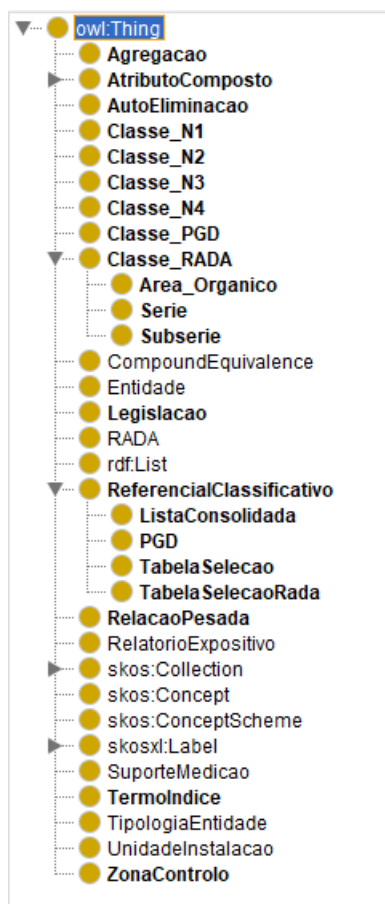 owl:Thing
Agregacao
AtributoComposto
AutoEliminacao
Classe_N1
Classe_N2
Classe_N3
Classe_N4
Classe_PGD
Classe_RADA
Area_Organico
Serie
Subserie
CompoundEquivalence
Entidade
Legislacao
RADA
rdf:List
ReferencialClassificativo
ListaConsolidada
PGD
TabelaSelecao
TabelaSelecaoRada
RelacaoPesada
RelatorioExpositivo
skos:Collection
skos:Concept
skos:ConceptScheme
skosxl:Label
SuporteMedicao
TermoIndice
TipologiaEntidade
UnidadeInstalacao
ZonaControlo